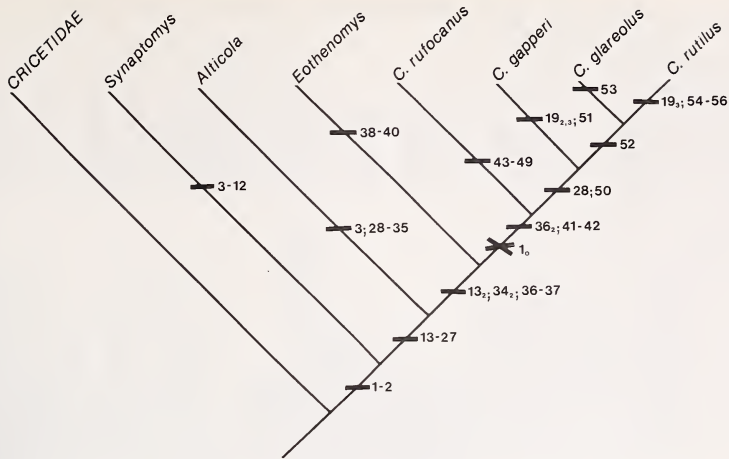 CRICETIDAE
Synaptomys
Alticola
Eothenomys
C. rufocanus
C. gapperi
C. glareolus
C. rutilus
53
19₃; 54-56
19₂,₃; 51
38-40
52
43-49
3-12
28; 50
3; 28-35
36₂; 41-42
1₀
13₂; 34₂; 36-37
13-27
1-2